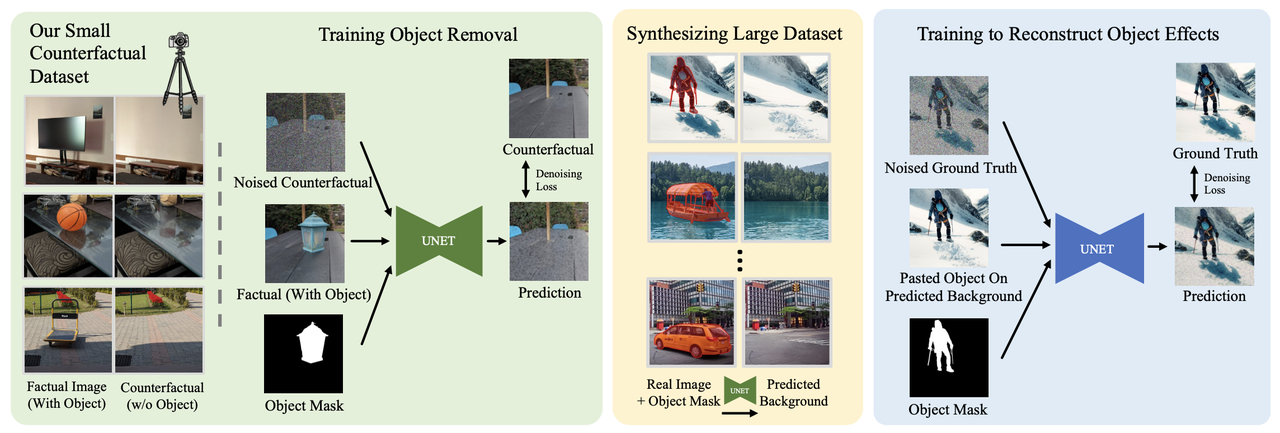 Our Small
Counterfactual
Dataset
Factual Image
(With Object)
Counterfactual
(w/o Object)
Training Object Removal
Noised Counterfactual
Factual (With Object)
Object Mask
UNET
Counterfactual
Denoising
Loss
Prediction
Synthesizing Large Dataset
Real Image
+ Object Mask
UNET
Predicted
Background
Training to Reconstruct Object Effects
Noised Ground Truth
Pasted Object On
Predicted Background
Object Mask
UNET
Ground Truth
Denoising
Loss
Prediction